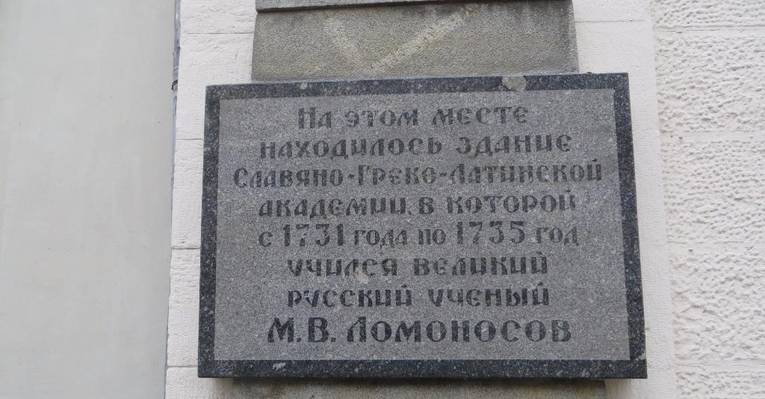 На этом месте
находилось здание
Славяно-Греко-Латинской
академии, в которой
с 1731 года по 1735 год
учился великий
русский ученый
М.В. Ломоносов